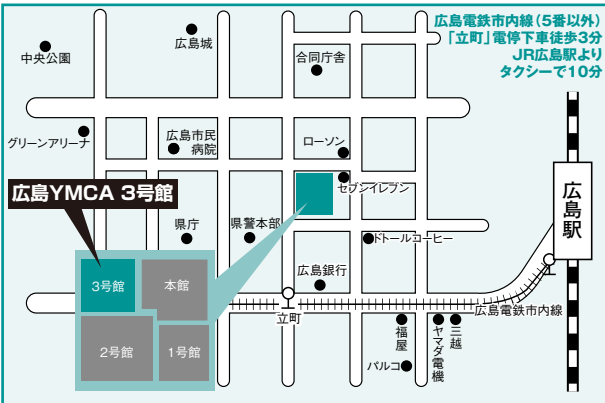 広島電鉄市内線（5番以外）
「立町」電停下車徒歩3分
JR広島駅より
タクシーで10分
中央公園
広島城
合同庁舎
グリーンアリーナ
広島市民
病院
ローソン
セブンイレブン
広島YMCA 3号館
広島駅
県庁
県警本部
ドトールコーヒー
3号館
本館
広島銀行
立町
広島電鉄市内線
2号館
1号館
福屋
ヤマダ電機
三越
パルコ